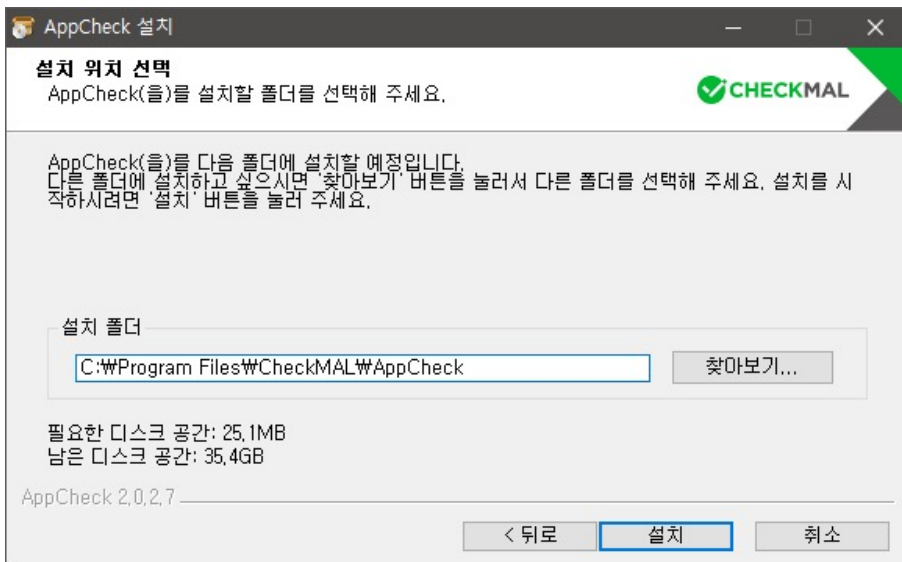 AppCheck 설치
설치 위치 선택
AppCheck(을)를 설치할 폴더를 선택해 주세요.
CHECKMAL
AppCheck(을)를 다음 폴더에 설치할 예정입니다.
다른 폴더에 설치하고 싶으시면 '찾아보기' 버튼을 눌러서 다른 폴더를 선택해 주세요. 설치를 시
작하시려면 '설치' 버튼을 눌러 주세요.
설치 폴더
C:₩Program Files₩CheckMAL₩AppCheck
찾아보기...
필요한 디스크 공간: 25.1MB
남은 디스크 공간: 35.4GB
AppCheck 2.0.2.7
< 뒤로
설치
취소